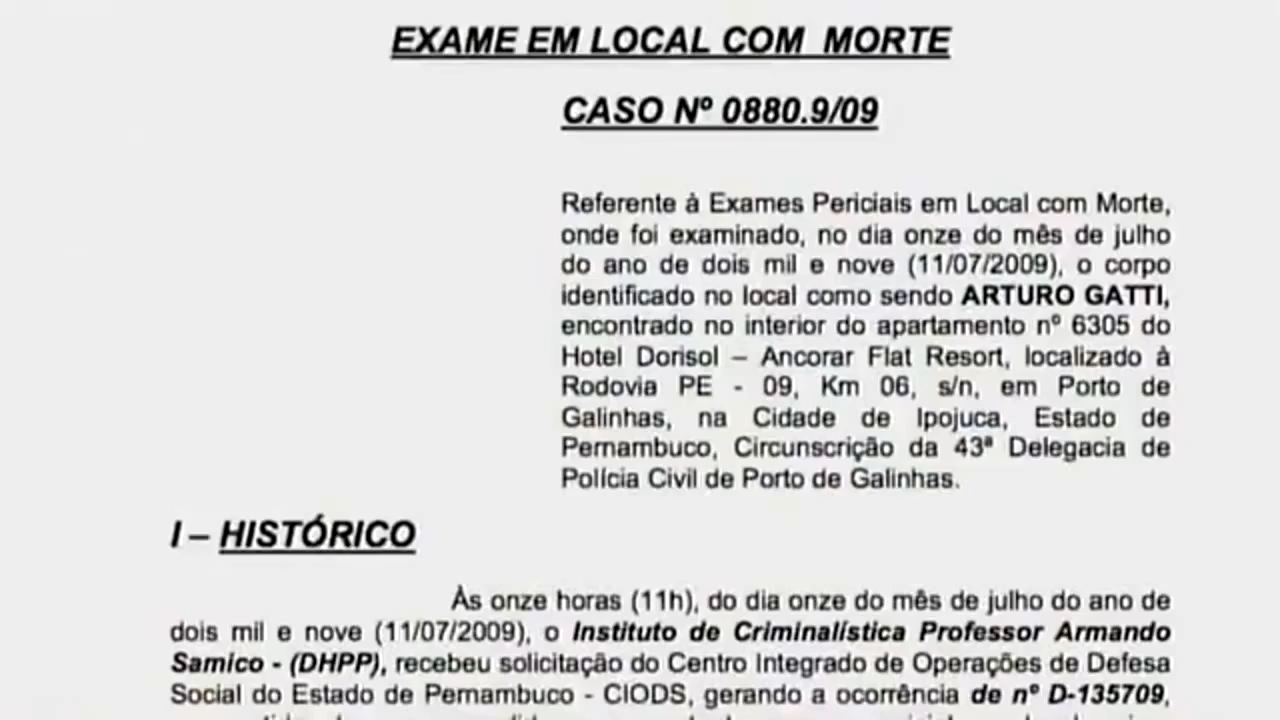 EXAME EM LOCAL COM MORTE
CASO Nº 0880.9/09
Referente à Exames Periciais em Local com Morte,
onde foi examinado, no dia onze do mês de julho
do ano de dois mil e nove (11/07/2009), o corpo
identificado no local como sendo ARTURO GATTI,
encontrado no interior do apartamento nº 6305 do
Hotel Dorisol – Ancorar Flat Resort, localizado à
Rodovia PE - 09, Km 06, s/n, em Porto de
Galinhas, na Cidade de Ipojuca, Estado de
Pernambuco, Circunscrição da 43ª Delegacia de
Polícia Civil de Porto de Galinhas.
I – HISTÓRICO
Às onze horas (11h), do dia onze do mês de julho do ano de
dois mil e nove (11/07/2009), o Instituto de Criminalística Professor Armando
Samico - (DHPP), recebeu solicitação do Centro Integrado de Operações de Defesa
Social do Estado de Pernambuco - CIODS, gerando a ocorrência de nº D-135709,